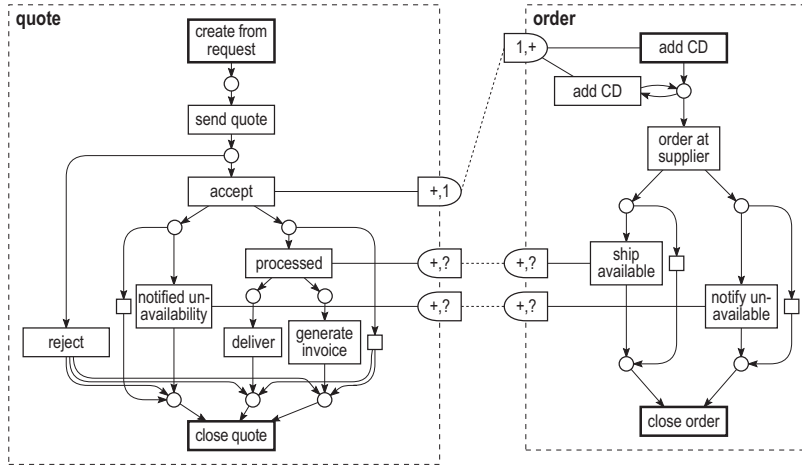 quote
create from
request
send quote
accept
processed
notified un-
availability
reject
deliver
generate
invoice
close quote
+,1
+,?
+,?
1,+
+,?
+,?
order
add CD
add CD
order at
supplier
ship
available
notify un-
available
close order